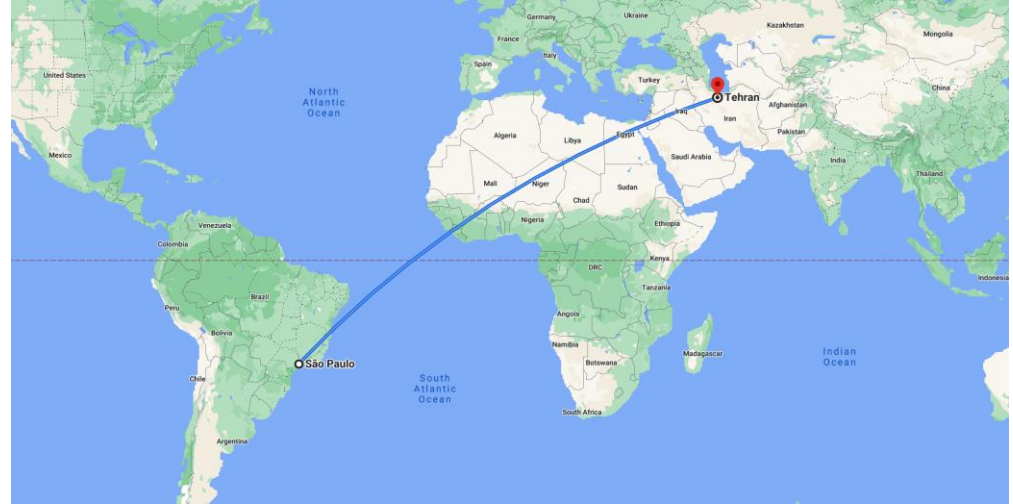 Germany
Ukraine
Kazakhstan
Mongolia
France
Italy
Spain
Turkey
United States
China
Tehran
North
Atlantic
Ocean
Afghanistan
Iraq
Iran
Pakistan
Algeria
Libya
Egypt
Mexico
Saudi Arabia
India
Thailand
Mali
Niger
Chad
Sudan
Venezuela
Nigeria
Ethiopia
Colombia
Kenya
DRC
Indonesia
Tanzania
Brazil
Peru
Angola
Bolivia
Namibia
Madagascar
Botswana
Indian
Ocean
São Paulo
Chile
South
Atlantic
Ocean
South Africa
Argentina